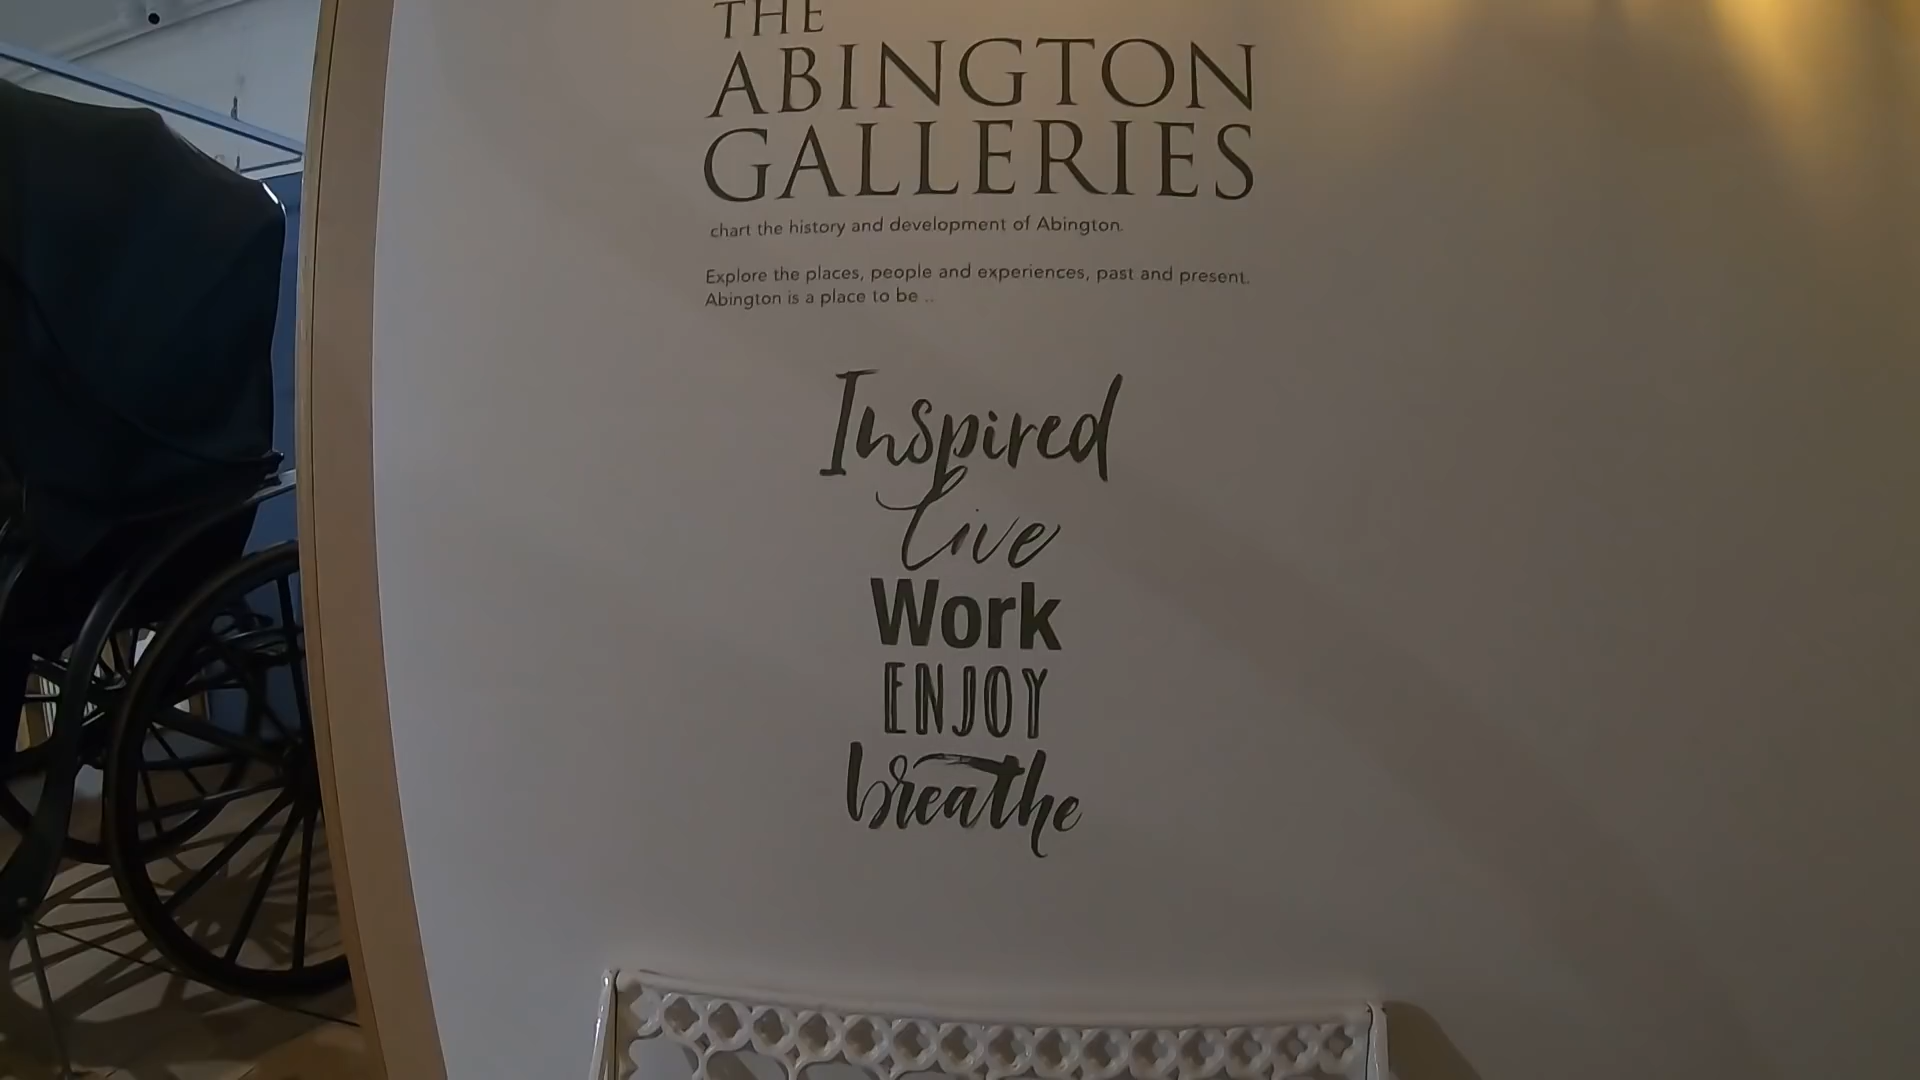 THE
ABINGTON
GALLERIES
chart the history and development of Abington.
Explore the places, people and experiences, past and present.
Abington is a place to be ..
Inspired
live
Work
ENJOY
breathe